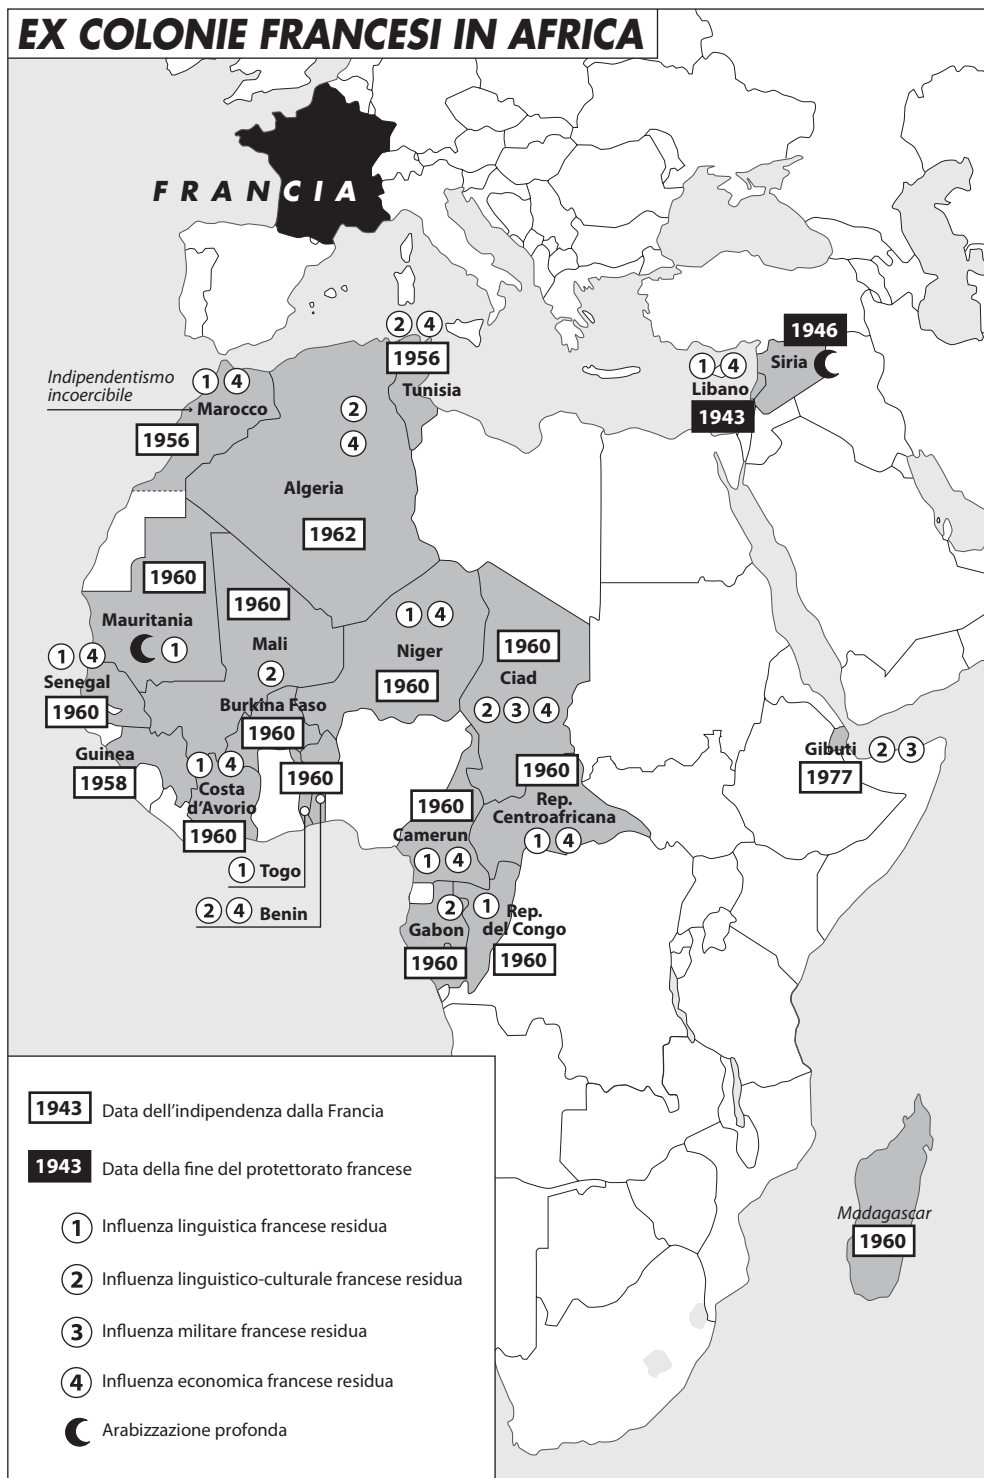 EX COLONIE FRANCESI IN AFRICA
FRANCIA
Indipendentismo
incoercibile
1 4
Marocco
1956
2 4
1956
Tunisia
2
4
Algeria
1962
1946
Siria
1 4
Libano
1943
1960
Mauritania
1
1960
Mali
2
1 4
Niger
1960
1960
Ciad
2 3 4
1 4
Senegal
1960
Guinea
1958
Burkina Faso
1960
1 4
Costa
d'Avorio
1960
1960
1 Togo
2 4 Benin
1960
Camerun
1 4
1960
Rep.
Centroafricana
1 4
2
Gabon
1960
1
Rep.
del Congo
1960
Gibuti 2 3
1977
Madagascar
1960
1943 Data dell'indipendenza dalla Francia
1943 Data della fine del protettorato francese
1 Influenza linguistica francese residua
2 Influenza linguistico-culturale francese residua
3 Influenza militare francese residua
4 Influenza economica francese residua
Arabizzazione profonda